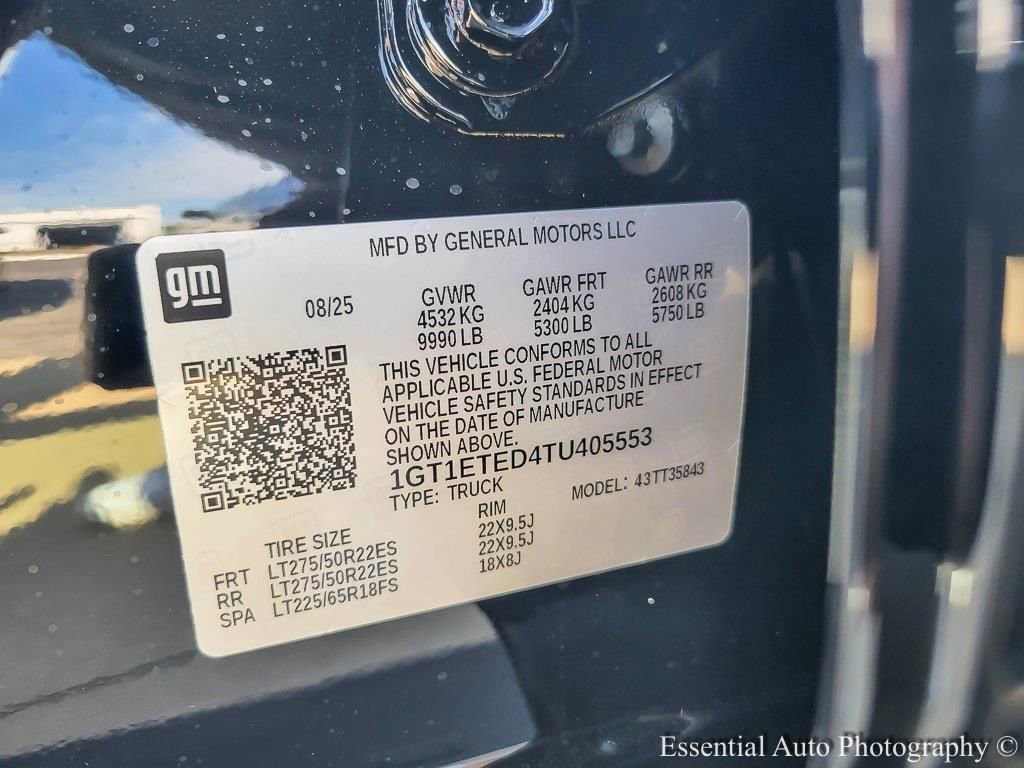 MFD BY GENERAL MOTORS LLC
gm
08/25
GVWR GAWR FRT GAWR RR
4532 KG 2404 KG 2608 KG
9990 LB 5300 LB 5750 LB
THIS VEHICLE CONFORMS TO ALL
APPLICABLE U.S. FEDERAL MOTOR
VEHICLE SAFETY STANDARDS IN EFFECT
ON THE DATE OF MANUFACTURE
SHOWN ABOVE.
1GT1ETED4TU405553
TYPE: TRUCK MODEL: 43TT35843
TIRE SIZE RIM
FRT LT275/50R22ES 22X9.5J
RR LT275/50R22ES 22X9.5J
SPA LT225/65R18FS 18X8J
Essential Auto Photography ©